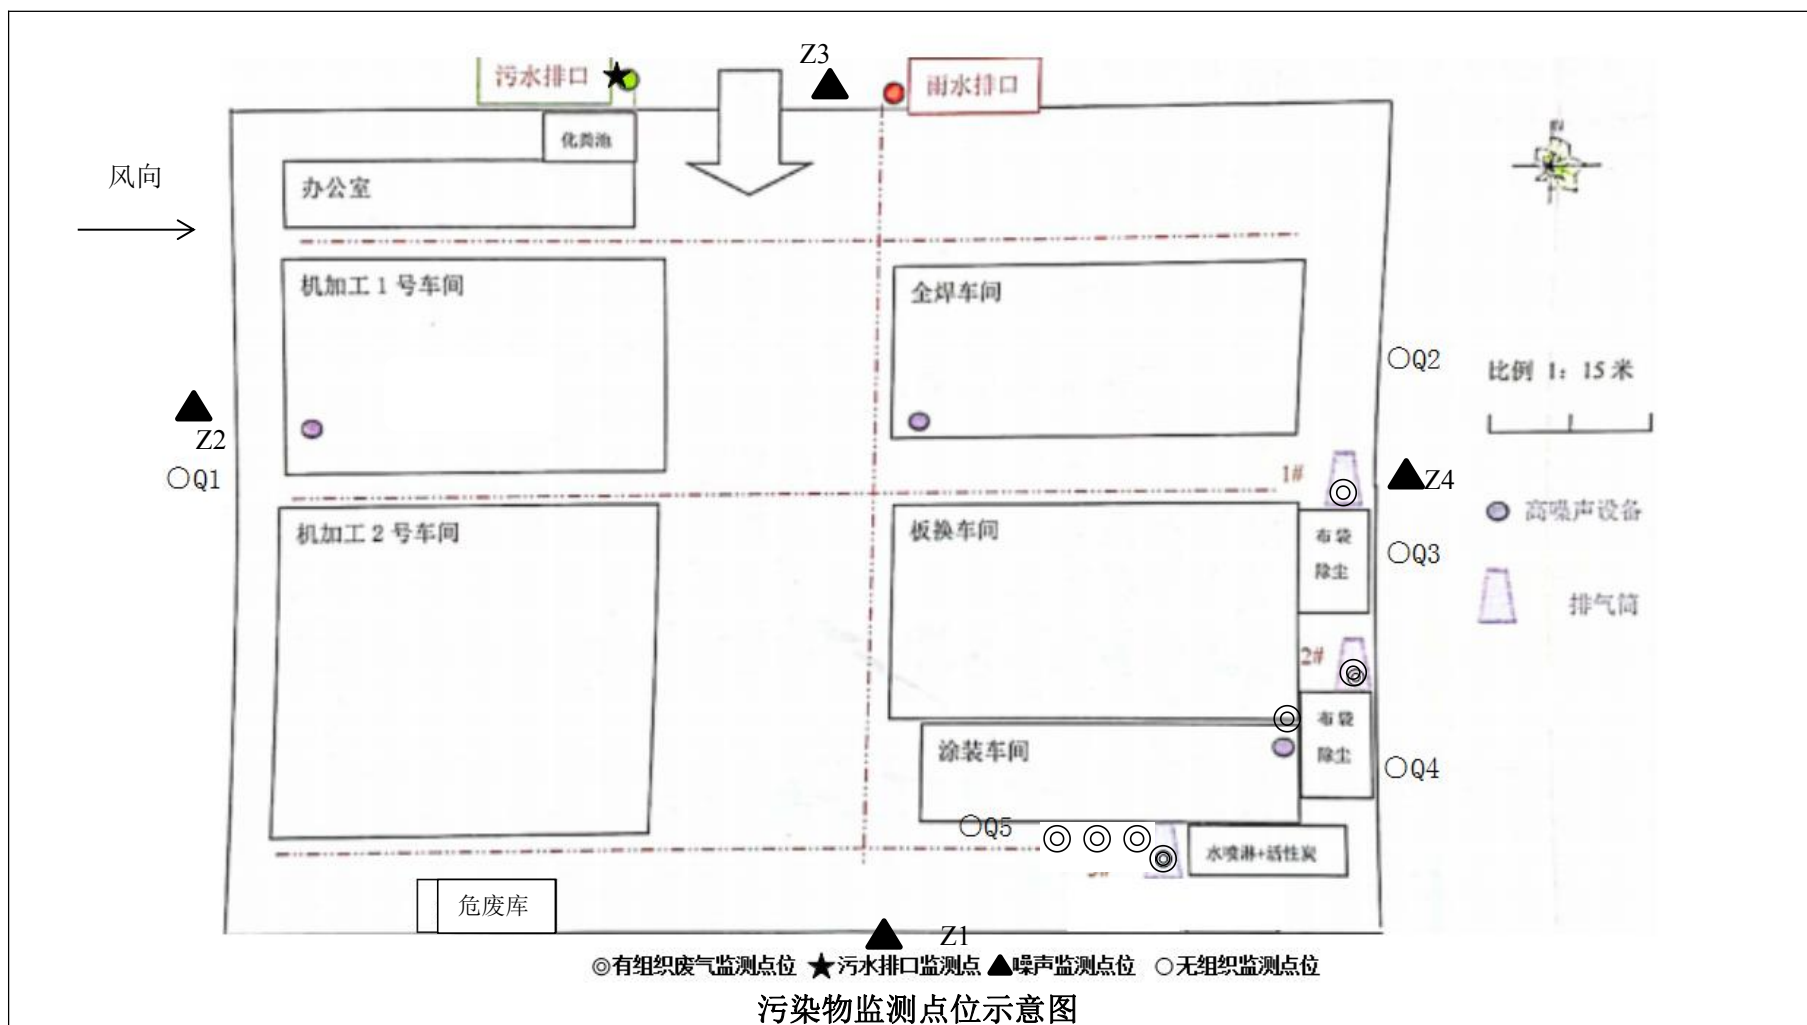 Z3
污水排口
雨水排口
化粪池
风向
办公室
机加工1号车间
全焊车间
Q2
比例 1：15米
Z2
Q1
1#
Z4
高噪声设备
机加工2号车间
板换车间
布袋
除尘
Q3
排气筒
2#
布袋
除尘
涂装车间
Q4
Q5
水喷淋+活性炭
危废库
Z1
有组织废气监测点位 污水排口监测点 噪声监测点位 无组织监测点位
污染物监测点位示意图